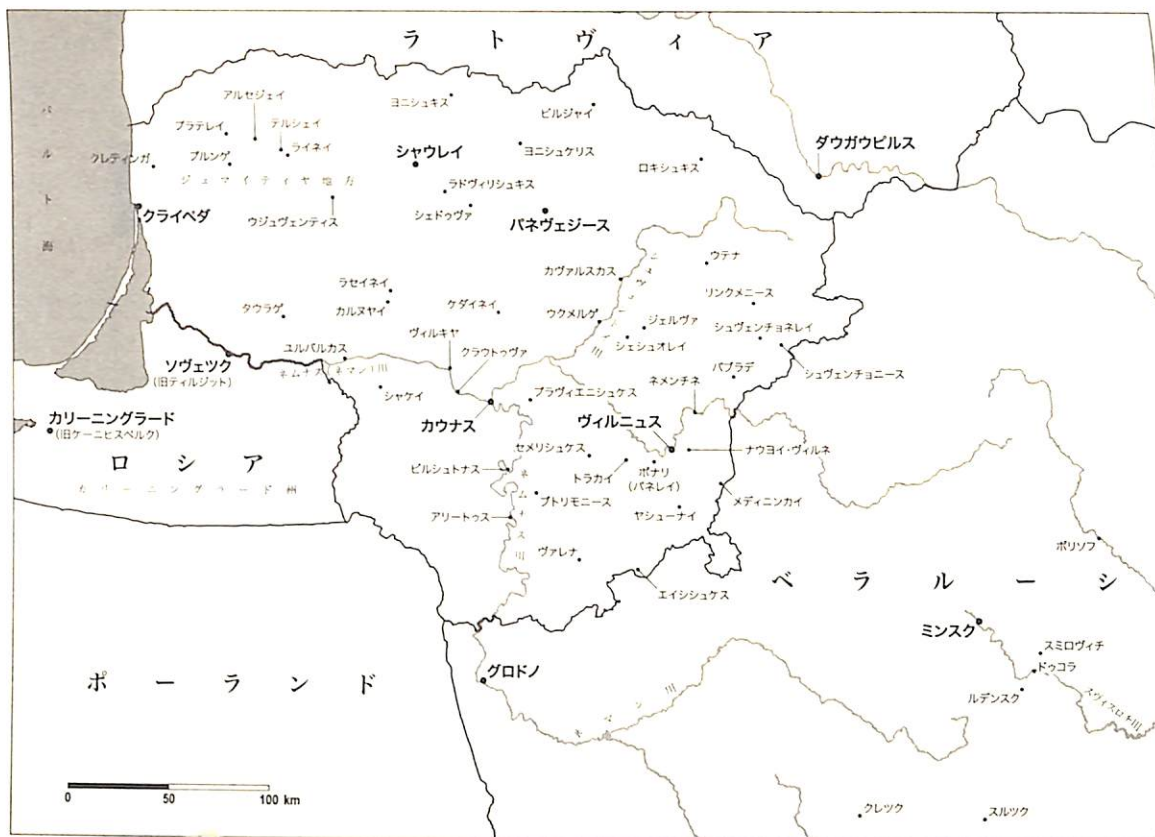 ラトヴィア
バルト海
アルセジェイ
プラテレイ
テルシェイ
ライネイ
クレティンガ
プルンゲ
ジェマイティヤ地方
ヨニシュキス
ビルジャイ
シャウレイ
ヨニシュケリス
ロキシュキス
ダウガウピルス
クライペダ
ウジュヴェンティス
ラドヴィリシュキス
シェドゥヴァ
パネヴェジース
カヴァルスカス
ウテナ
ラセイネイ
カルヌヤイ
タウラゲ
ケダイネイ
ウクメルゲ
リンクメニース
ジェルヴァ
シュヴェンチョネレイ
シェシュオレイ
シュヴェンチョニース
ヴィルキヤ
クラウトゥヴァ
ユルバルカス
ソヴェツク
(旧ティルジット)
シャケイ
プラヴィエニシュケス
パブラデ
ネメンチネ
カリーニングラード
(旧ケーニヒスベルク)
カウナス
ヴィルニュス
ロシア
カリーニングラード州
セメリシュケス
ナウヨイ・ヴィルネ
ビルシュトナス
トラカイ
ポナリ
(パネレイ)
ネムナス川
ブトリモニース
メディニンカイ
アリートゥス
ヤシューナイ
ヴァレナ
ボリソフ
エイシシュケス
ベラルーシ
ミンスク
スミロヴィチ
ドゥコラ
グロドノ
ポーランド
ルデンスク
スヴィスロチ川
ネマン川
0 50 100 km
クレツク
スルツク